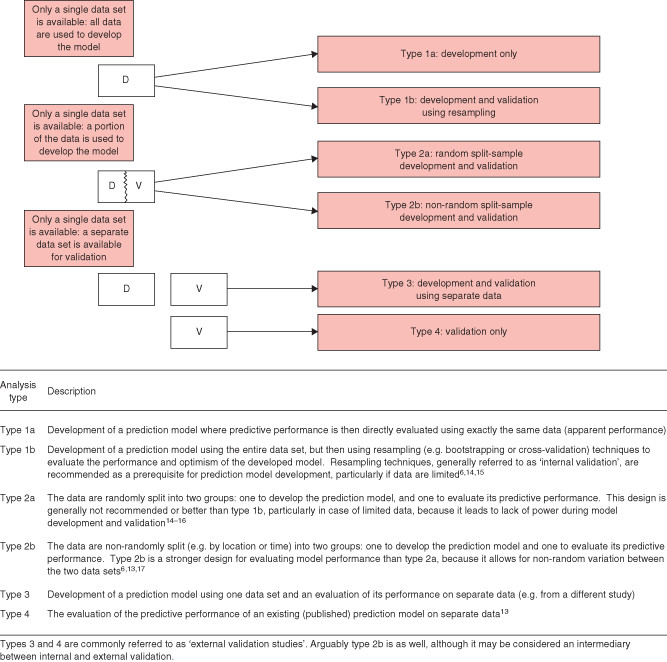 Only a single data set
is available: all data
are used to develop
the model
D
Type 1a: development only
Type 1b: development and validation
using resampling
Only a single data set
is available: a portion
of the data is used to
develop the model
D V
Type 2a: random split-sample
development and validation
Type 2b: non-random split-sample
development and validation
Only a single data set
is available: a separate
data set is available
for validation
D
V
Type 3: development and validation
using separate data
V
Type 4: validation only
Analysis
type
Description
Type 1a Development of a prediction model where predictive performance is then directly evaluated using exactly the same data (apparent performance)
Type 1b Development of a prediction model using the entire data set, but then using resampling (e.g. bootstrapping or cross-validation) techniques to
evaluate the performance and optimism of the developed model. Resampling techniques, generally referred to as ‘internal validation’, are
recommended as a prerequisite for prediction model development, particularly if data are limited6,14,15
Type 2a The data are randomly split into two groups: one to develop the prediction model, and one to evaluate its predictive performance. This design is
generally not recommended or better than type 1b, particularly in case of limited data, because it leads to lack of power during model
development and validation14–16
Type 2b The data are non-randomly split (e.g. by location or time) into two groups: one to develop the prediction model and one to evaluate its predictive
performance. Type 2b is a stronger design for evaluating model performance than type 2a, because it allows for non-random variation between
the two data sets6,13,17
Type 3 Development of a prediction model using one data set and an evaluation of its performance on separate data (e.g. from a different study)
Type 4 The evaluation of the predictive performance of an existing (published) prediction model on separate data13
Types 3 and 4 are commonly referred to as ‘external validation studies’. Arguably type 2b is as well, although it may be considered an intermediary
between internal and external validation.